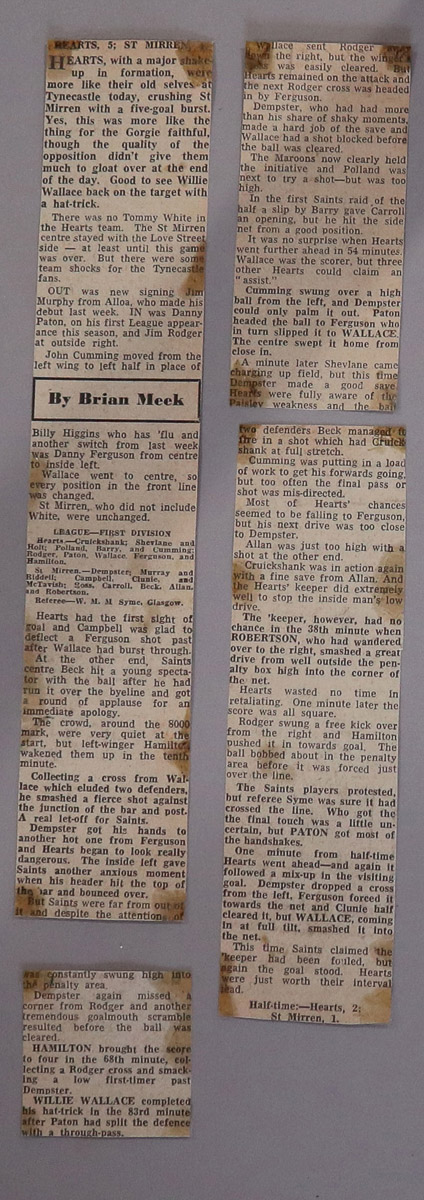 HEARTS, 5; ST MIRREN,
HEARTS, with a major shake-
up in formation, were
more like their old selves at
Tynecastle today, crushing St
Mirren with a five-goal burst.
Yes, this was more like the
thing for the Gorgie faithful,
though the quality of the
opposition didn't give them
much to gloat over at the end
of the day. Good to see Willie
Wallace back on the target with
a hat-trick.
There was no Tommy White in
the Hearts team. The St Mirren
centre stayed with the Love Street
side — at least until this game
was over. But there were some
team shocks for the Tynecastle
fans.
OUT was new signing Jim
Murphy from Alloa, who made his
debut last week. IN was Danny
Paton, on his first League appear-
ance this season, and Jim Rodger
at outside right.
John Cumming moved from the
left wing to left half in place of
By Brian Meek
Billy Higgins who has 'flu and
another switch from last week
was Danny Ferguson from centre
to inside left.
Wallace went to centre, so
every position in the front line
was changed.
St Mirren, who did not include
White, were unchanged.
LEAGUE—FIRST DIVISION
Hearts.—Cruickshank; Shevlane and
Holt; Polland, Barry, and Cumming;
Rodger, Paton, Wallace Ferguson, and
Hamilton.
St Mirren.—Dempster; Murray and
Riddell; Campbell, Clunie, and
McTavish; Ross, Carroll, Beck, Allan,
and Robertson.
Referee—W. M. M Syme, Glasgow.
Hearts had the first sight of
goal and Campbell was glad to
deflect a Ferguson shot past
after Wallace had burst through.
At the other end, Saints
centre Beck hit a young specta-
tor with the ball after he had
run it over the byeline and got
a round of applause for an
immediate apology.
The crowd, around the 8000
mark, were very quiet at the
start, but left-winger Hamilton
wakened them up in the tenth
minute.
Collecting a cross from Wal-
lace which eluded two defenders,
he smashed a fierce shot against
the junction of the bar and post.
A real let-off for Saints.
Dempster got his hands to
another hot one from Ferguson
and Hearts began to look really
dangerous. The inside left gave
Saints another anxious moment
when his header hit the top of
the bar and bounced over.
But Saints were far from out of
it and despite the attentions of
two defenders Beck managed to
fire in a shot which had Cruick-
shank at full stretch.
Cumming was putting in a load
of work to get his forwards going,
but too often the final pass or
shot was mis-directed.
Most of Hearts' chances
seemed to be falling to Ferguson,
but his next drive was too close
to Dempster.
Allan was just too high with a
shot at the other end.
Cruickshank was in action again
with a fine save from Allan. And
the Hearts' keeper did extremely
well to stop the inside man's low
drive.
The 'keeper, however, had no
chance in the 38th minute when
ROBERTSON, who had wandered
over to the right, smashed a great
drive from well outside the pen-
alty box high into the corner of
the net.
Hearts wasted no time in
retaliating. One minute later the
score was all square.
Rodger swung a free kick over
from the right and Hamilton
pushed it in towards goal. The
ball bobbed about in the penalty
area before it was forced just
over the line.
The Saints players protested,
but referee Syme was sure it had
crossed the line. Who got the
the final touch was a little un-
certain, but PATON got most of
the handshakes.
One minute from half-time
Hearts went ahead—and again it
followed a mix-up in the visiting
goal. Dempster dropped a cross
from the left, Ferguson forced it
towards the net and Clunie half
cleared it, but WALLACE, coming
in at full tilt, smashed it into
the net.
This time Saints claimed the
'keeper had been fouled, but
again the goal stood. Hearts
were just worth their interval
lead.
Half-time:—Hearts, 2;
St Mirren, 1.
Wallace sent Rodger away
down the right, but the winger's
was easily cleared. But
Hearts remained on the attack and
the next Rodger cross was headed
in by Ferguson.
Dempster, who had had more
than his share of shaky moments,
made a hard job of the save and
Wallace had a shot blocked before
the ball was cleared.
The Maroons now clearly held
the initiative and Polland was
next to try a shot—but was too
high.
In the first Saints raid of the
half a slip by Barry gave Carroll
an opening, but he hit the side
net from a good position.
It was no surprise when Hearts
went further ahead in 54 minutes.
Wallace was the scorer, but three
other Hearts could claim an
"assist."
Cumming swung over a high
ball from the left, and Dempster
could only palm it out. Paton
headed the ball to Ferguson who
in turn slipped it to WALLACE.
The centre swept it home from
close in.
A minute later Shevlane came
charging up field, but this time
Dempster made a good save.
Hearts were fully aware of the
Paisley weakness and the ball
was constantly swung high into
the penalty area.
Dempster again missed a
corner from Rodger and another
tremendous goalmouth scramble
resulted before the ball was
cleared.
HAMILTON brought the score
to four in the 68th minute, col-
lecting a Rodger cross and smack-
ing a low first-timer past
Dempster.
WILLIE WALLACE completed
his hat-trick in the 83rd minute
after Paton had split the defence
with a through-pass.